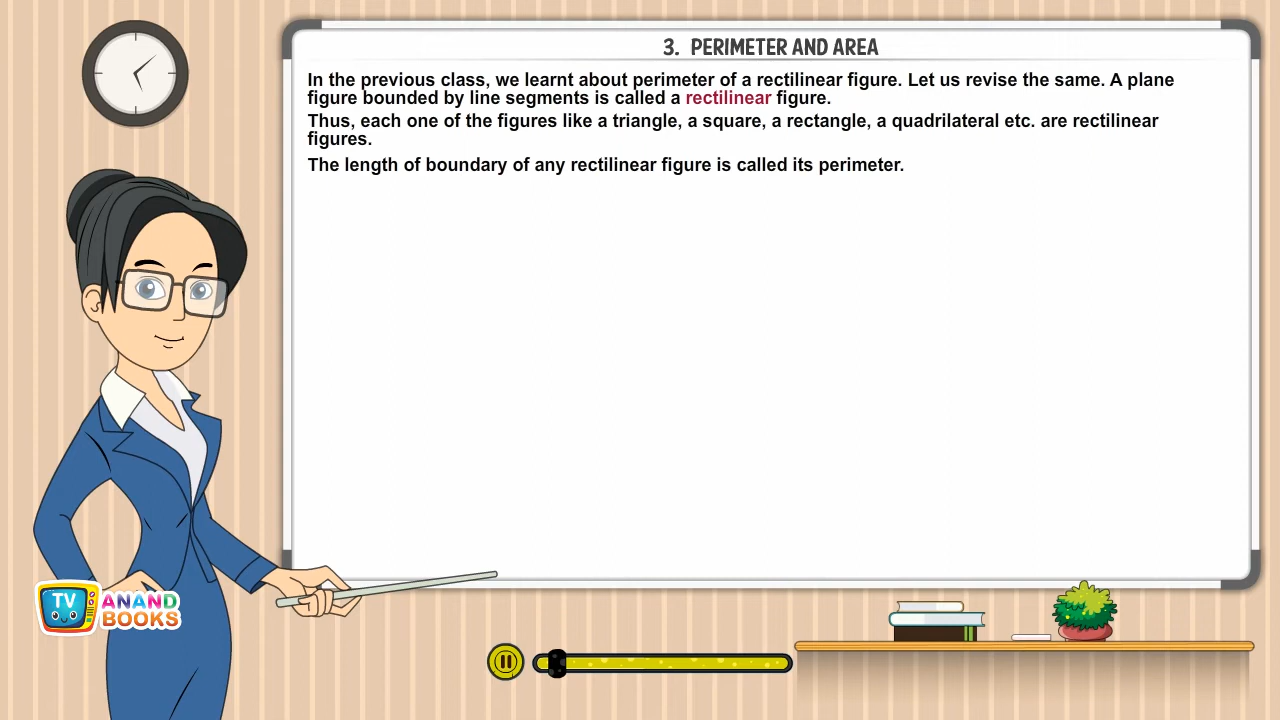 3. PERIMETER AND AREA
In the previous class, we learnt about perimeter of a rectilinear figure. Let us revise the same. A plane
figure bounded by line segments is called a rectilinear figure.
Thus, each one of the figures like a triangle, a square, a rectangle, a quadrilateral etc. are rectilinear
figures.
The length of boundary of any rectilinear figure is called its perimeter.
TV
ANAND
BOOKS